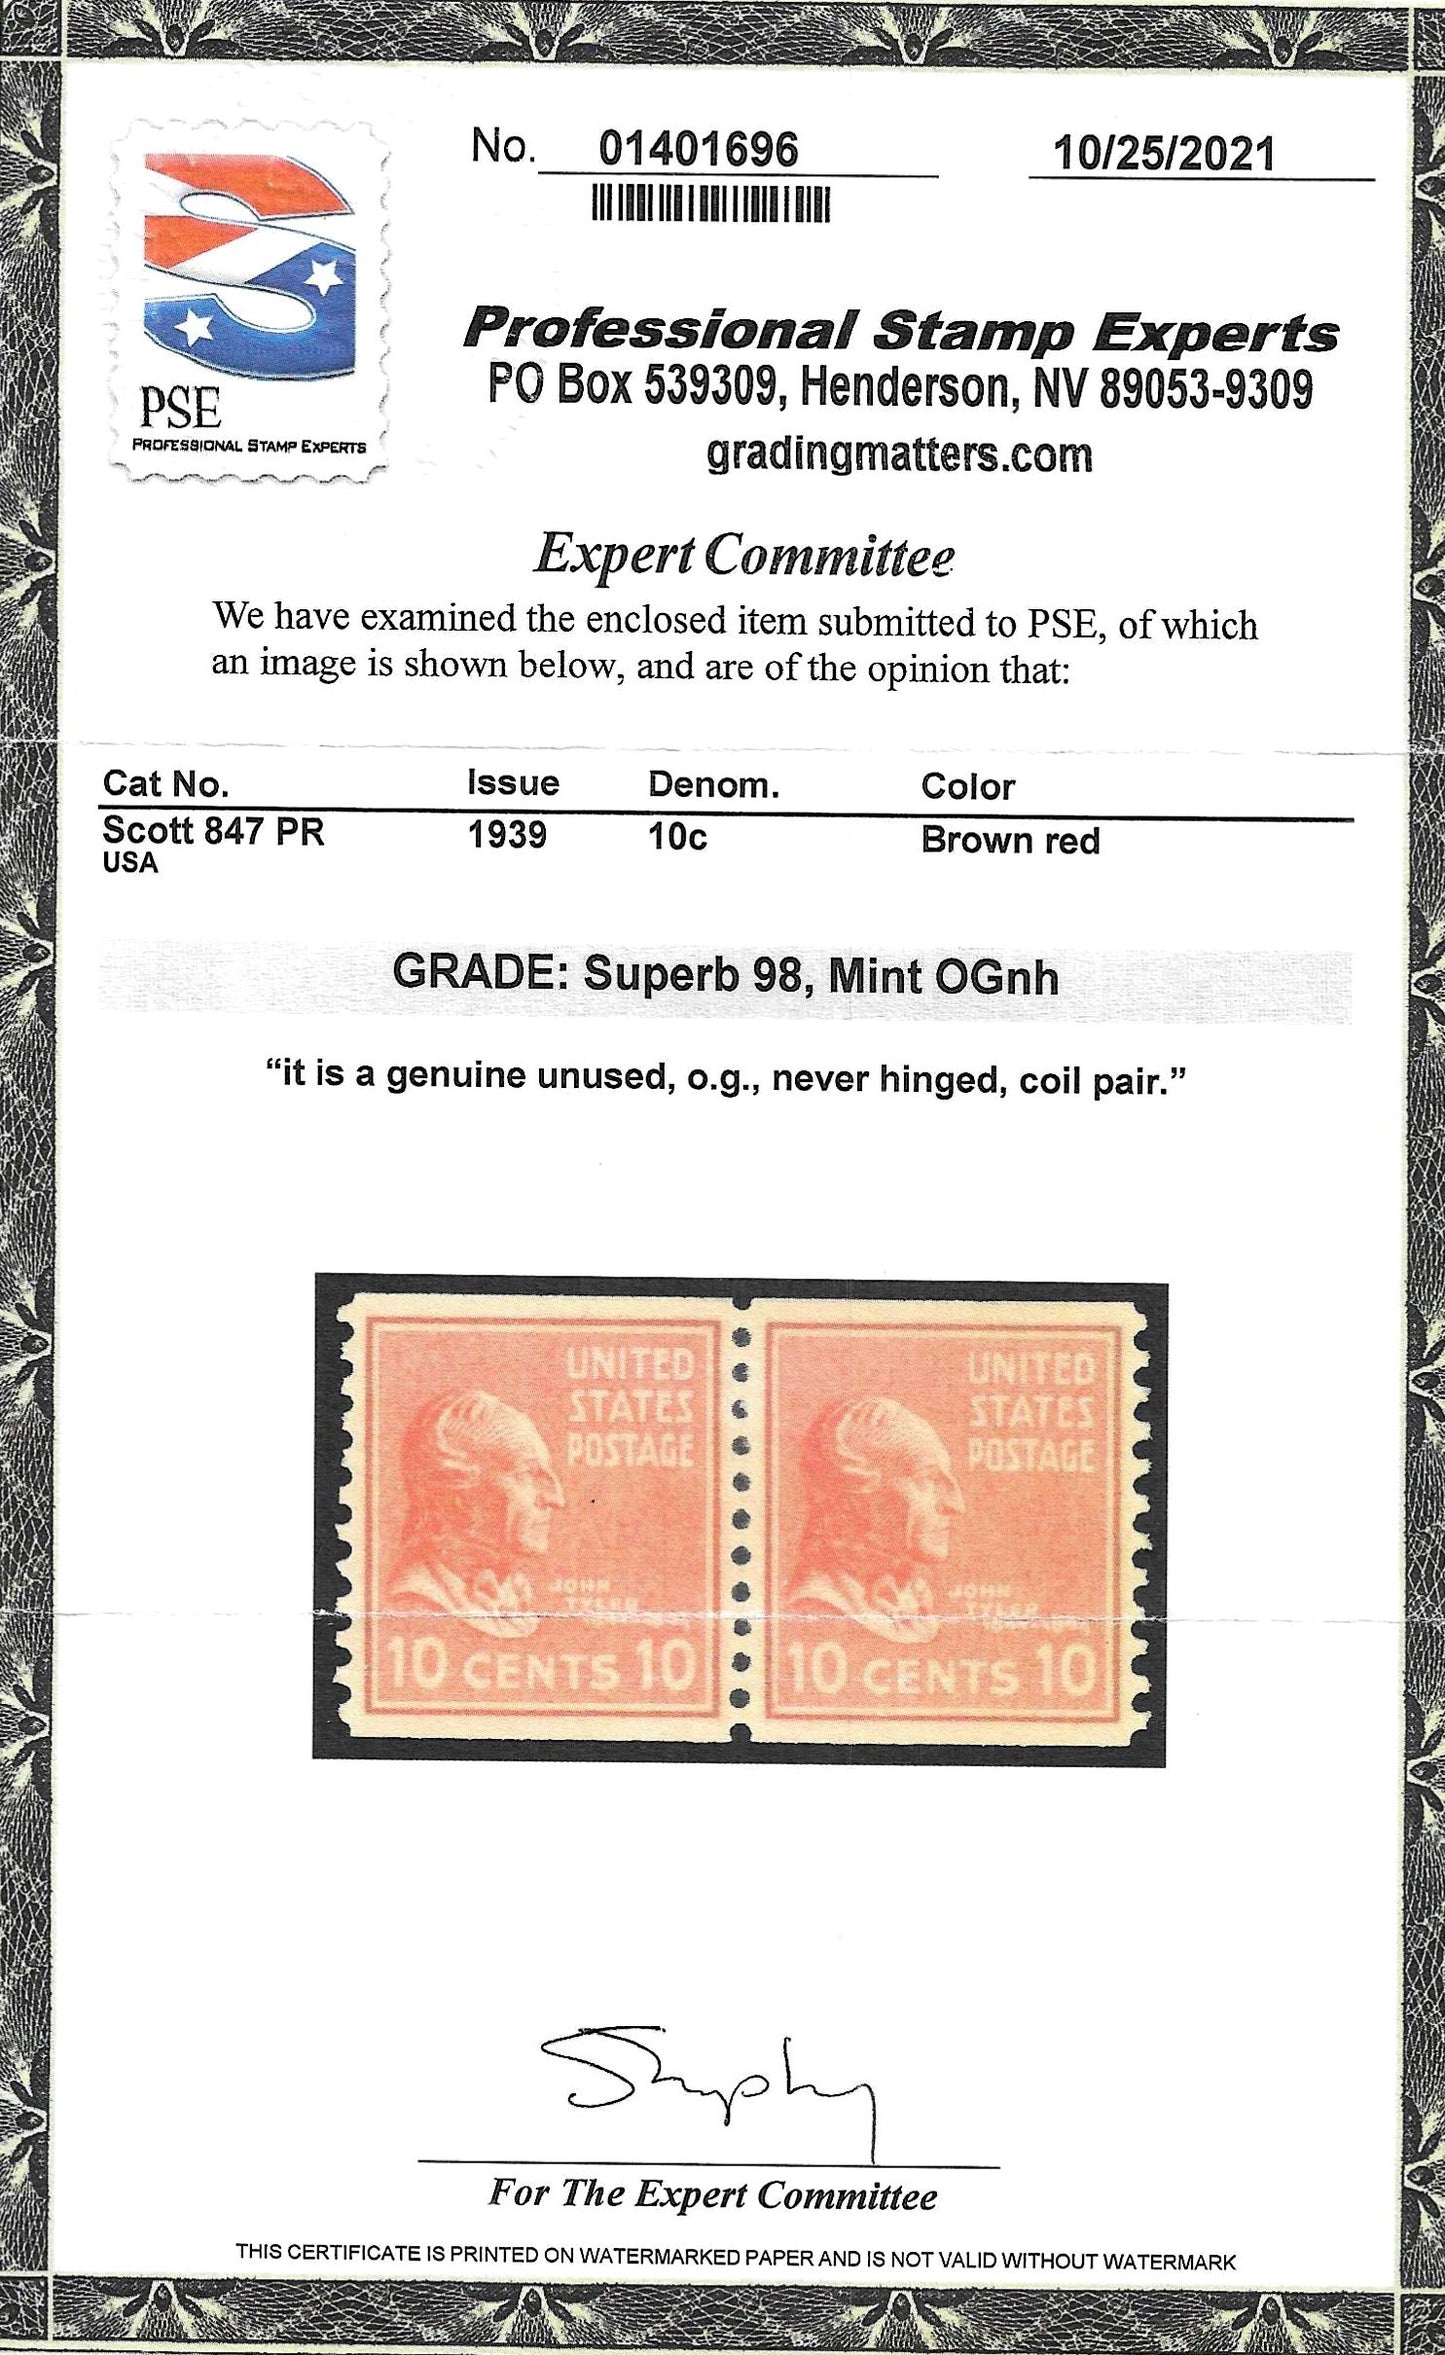 No. 01401696 10/25/2021
PSE
PROFESSIONAL STAMP EXPERTS
Professional Stamp Experts
PO Box 539309, Henderson, NV 89053-9309
gradingmatters.com
Expert Committee
We have examined the enclosed item submitted to PSE, of which
an image is shown below, and are of the opinion that:
Cat No. Issue Denom. Color
Scott 847 PR 1939 10c Brown red
USA
GRADE: Superb 98, Mint OGnh
“it is a genuine unused, o.g., never hinged, coil pair.”
UNITED
STATES
POSTAGE
JOHN
TYLER
10 CENTS 10
UNITED
STATES
POSTAGE
JOHN
TYLER
10 CENTS 10
For The Expert Committee
THIS CERTIFICATE IS PRINTED ON WATERMARKED PAPER AND IS NOT VALID WITHOUT WATERMARK